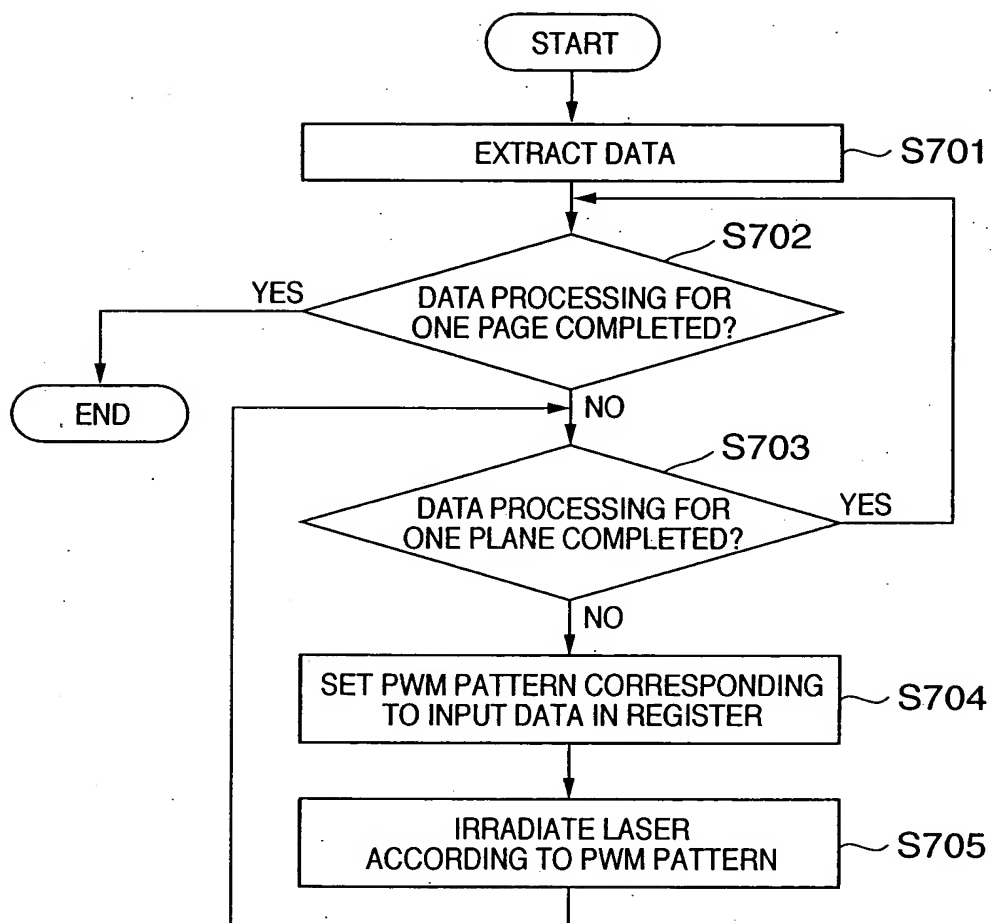 START
EXTRACT DATA
S701
S702
YES
DATA PROCESSING FOR
ONE PAGE COMPLETED?
END
NO
S703
DATA PROCESSING FOR
ONE PLANE COMPLETED?
YES
NO
SET PWM PATTERN CORRESPONDING
TO INPUT DATA IN REGISTER
S704
IRRADIATE LASER
ACCORDING TO PWM PATTERN
S705